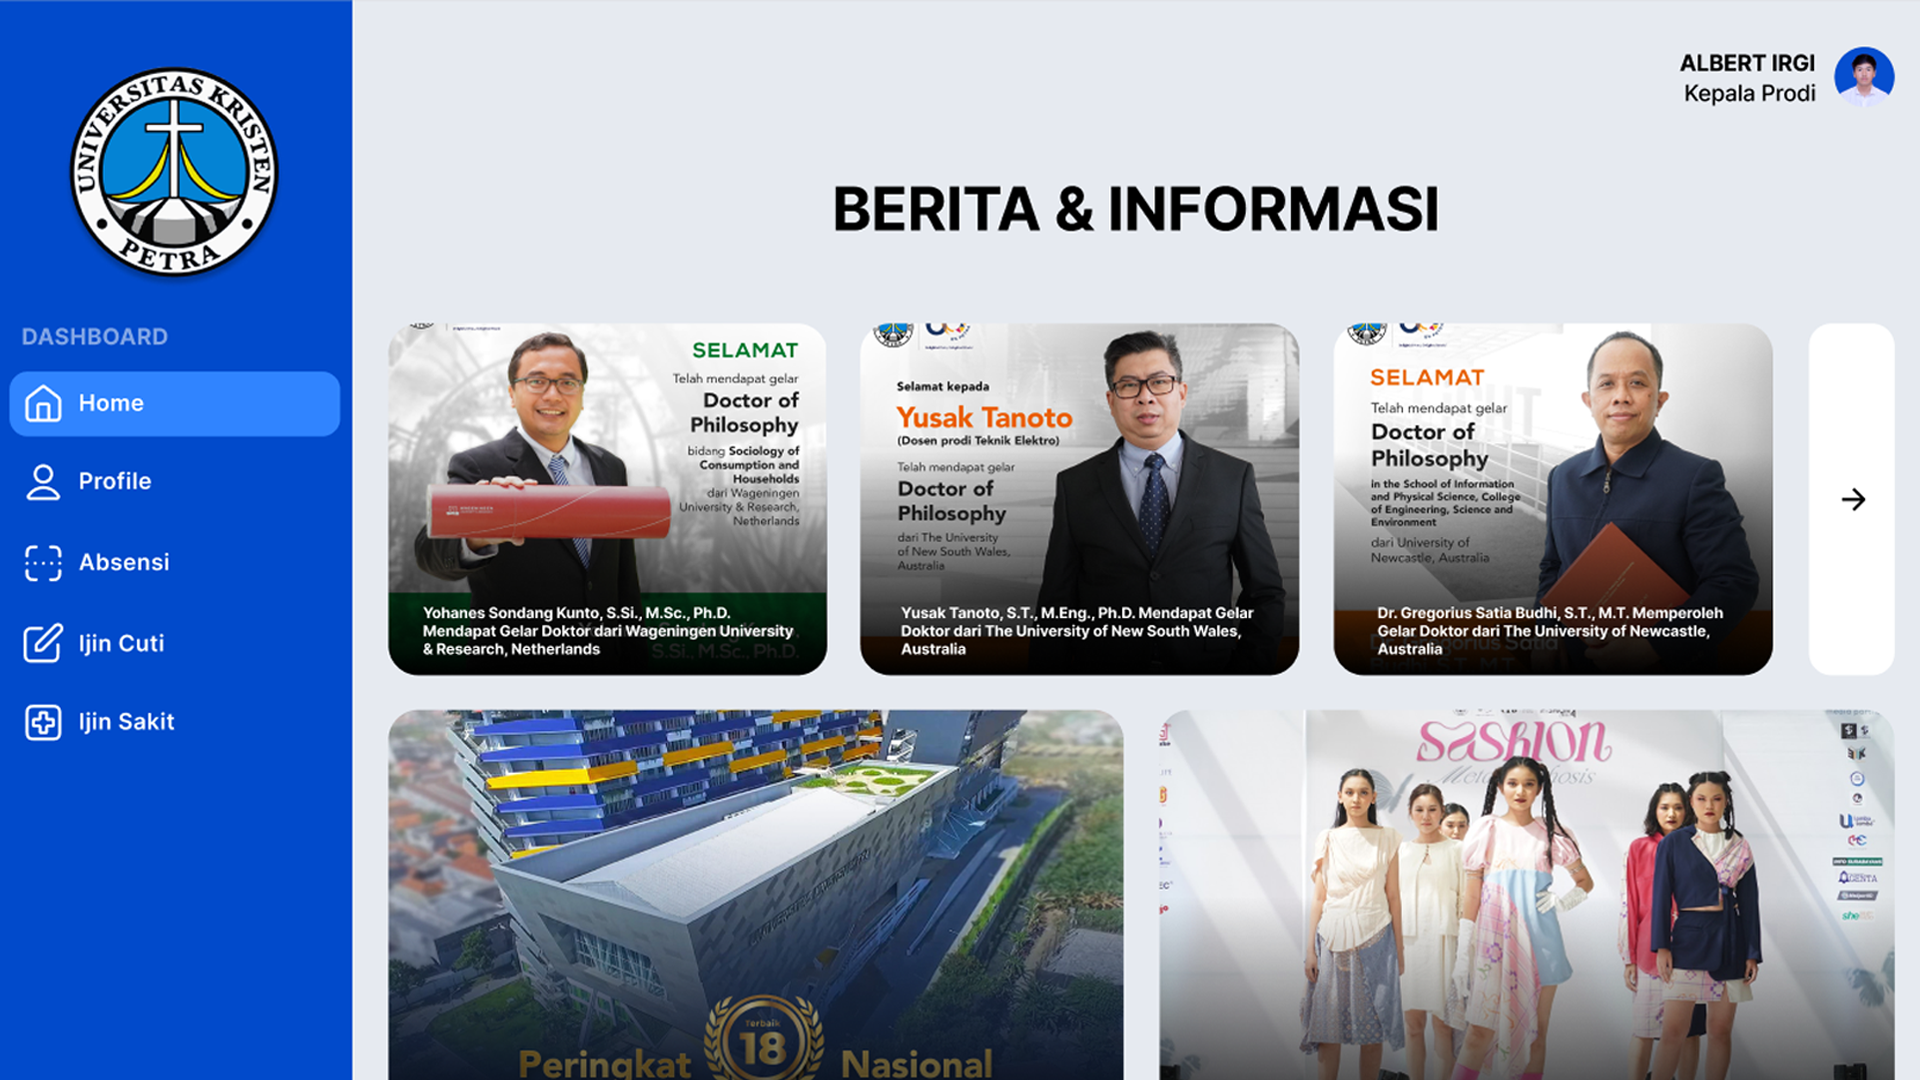 UNIVERSITAS KRISTEN
PETRA
DASHBOARD
Home
Profile
Absensi
Ijin Cuti
Ijin Sakit
ALBERT IRGI
Kepala Prodi
BERITA & INFORMASI
SELAMAT
Telah mendapat gelar
Doctor of
Philosophy
bidang Sociology of
Consumption and
Households
dari Wageningen
University & Research,
Netherlands
Yohanes Sondang Kunto, S.Si., M.Sc., Ph.D.
Mendapat Gelar Doktor dari Wageningen University
& Research, Netherlands
S.Si., M.Sc., Ph.D.
Selamat kepada
Yusak Tanoto
(Dosen prodi Teknik Elektro)
Telah mendapat gelar
Doctor of
Philosophy
dari The University
of New South Wales,
Australia
Yusak Tanoto, S.T., M.Eng., Ph.D. Mendapat Gelar
Doktor dari The University of New South Wales,
Australia
SELAMAT
Telah mendapat gelar
Doctor of
Philosophy
in the School of Information
and Physical Science, College
of Engineering, Science and
Environment
dari University of
Newcastle, Australia
Dr. Gregorius Satia Budhi, S.T., M.T. Memperoleh
Gelar Doktor dari The University of Newcastle,
Australia
Terbaik
18
Peringkat Nasional
sashion